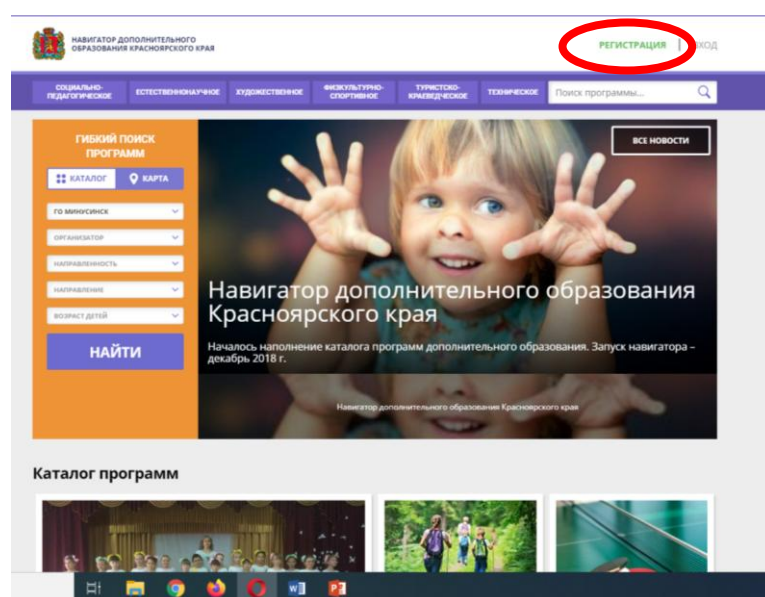 НАВИГАТОР ДОПОЛНИТЕЛЬНОГО
ОБРАЗОВАНИЯ КРАСНОЯРСКОГО КРАЯ
РЕГИСТРАЦИЯ
СОЦИАЛЬНО-
ПЕДАГОГИЧЕСКОЕ
ЕСТЕСТВЕННОНАУЧНОЕ
ХУДОЖЕСТВЕННОЕ
ФИЗКУЛЬТУРНО-
СПОРТИВНОЕ
ТУРИСТСКО-
КРАЕВЕДЧЕСКОЕ
ТЕХНИЧЕСКОЕ
Поиск программы...
ГИБКИЙ ПОИСК
ПРОГРАММ
КАТАЛОГ
КАРТА
ГО МИНУСИНСК
ОРГАНИЗАТОР
НАПРАВЛЕННОСТЬ
НАПРАВЛЕНИЕ
ВОЗРАСТ ДЕТЕЙ
НАЙТИ
ВСЕ НОВОСТИ
Навигатор дополнительного образования
Красноярского края
Началось наполнение каталога программ дополнительного образования. Запуск навигатора –
декабрь 2018 г.
Навигатор дополнительного образования Красноярского края
Каталог программ